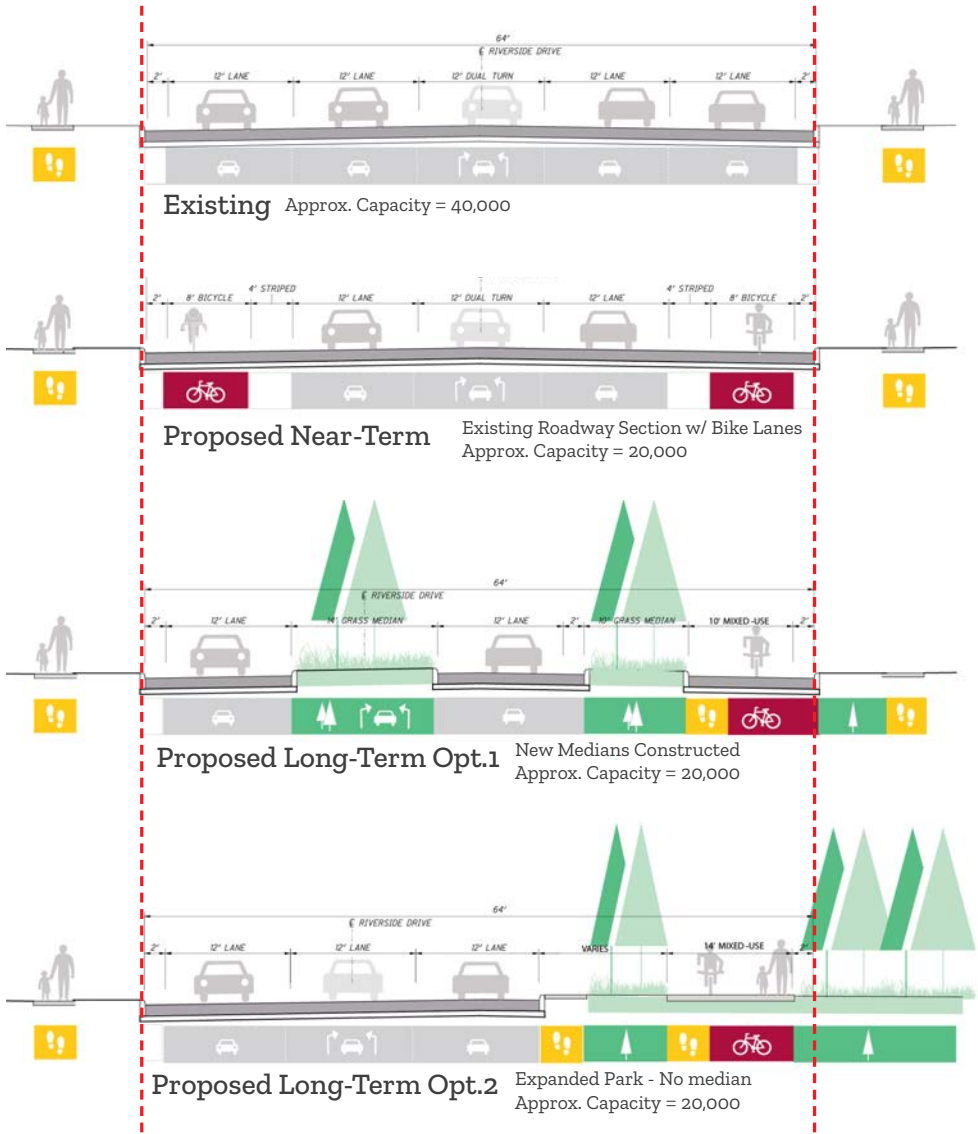 64'
℄ RIVERSIDE DRIVE
2' 12' LANE 12' LANE 12' DUAL TURN 12' LANE 12' LANE 2'
Existing Approx. Capacity = 40,000
4' STRIPED 4' STRIPED
2' 8' BICYCLE 12' LANE 12' DUAL TURN 12' LANE 8' BICYCLE 2'
Proposed Near-Term Existing Roadway Section w/ Bike Lanes
Approx. Capacity = 20,000
64'
℄ RIVERSIDE DRIVE
2' 12' LANE 14' GRASS MEDIAN 12' LANE 2' 10' GRASS MEDIAN 10' MIXED-USE 2'
Proposed Long-Term Opt.1 New Medians Constructed
Approx. Capacity = 20,000
64'
℄ RIVERSIDE DRIVE
2' 12' LANE 12' LANE 12' LANE VARIES 14' MIXED-USE 2'
Proposed Long-Term Opt.2 Expanded Park - No median
Approx. Capacity = 20,000